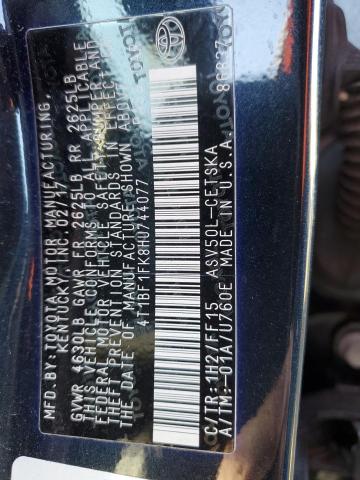 MFD.BY:TOYOTA MOTOR MANUFACTURING,
KENTUCKY, INC. 02/17
GVWR 4630LB GAWR FR 2625LB RR 2625LB
THIS VEHICLE CONFORMS TO ALL APPLICABLE
FEDERAL MOTOR VEHICLE SAFETY, BUMPER, AND
THEFT PREVENTION STANDARDS IN EFFECT ON
THE DATE OF MANUFACTURE SHOWN ABOVE.
4T1BF1FK8HU744077
TOYOTA
C/TR:1H2/FF15 ASV50L-CETSKA
A/TM:-01A/U760E MADE IN U.S.A.